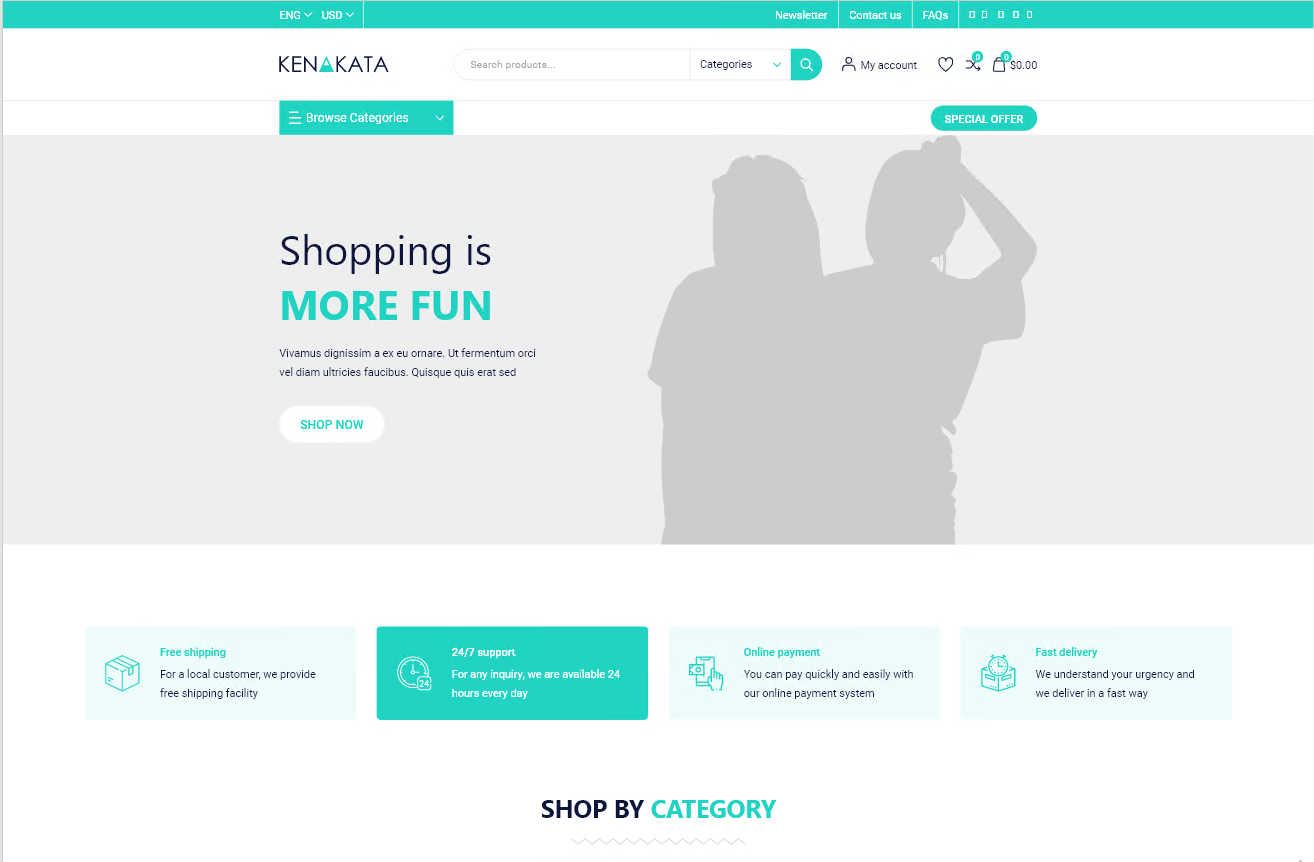 ENG USD Newsletter Contact us FAQs
KENAKATA Search products... Categories My account 0 0 $0.00
Browse Categories SPECIAL OFFER
Shopping is
MORE FUN
Vivamus dignissim a ex eu ornare. Ut fermentum orci
vel diam ultricies faucibus. Quisque quis erat sed
SHOP NOW
Free shipping
For a local customer, we provide
free shipping facility
24
24/7 support
For any inquiry, we are available 24
hours every day
Online payment
You can pay quickly and easily with
our online payment system
Fast delivery
We understand your urgency and
we deliver in a fast way
SHOP BY CATEGORY